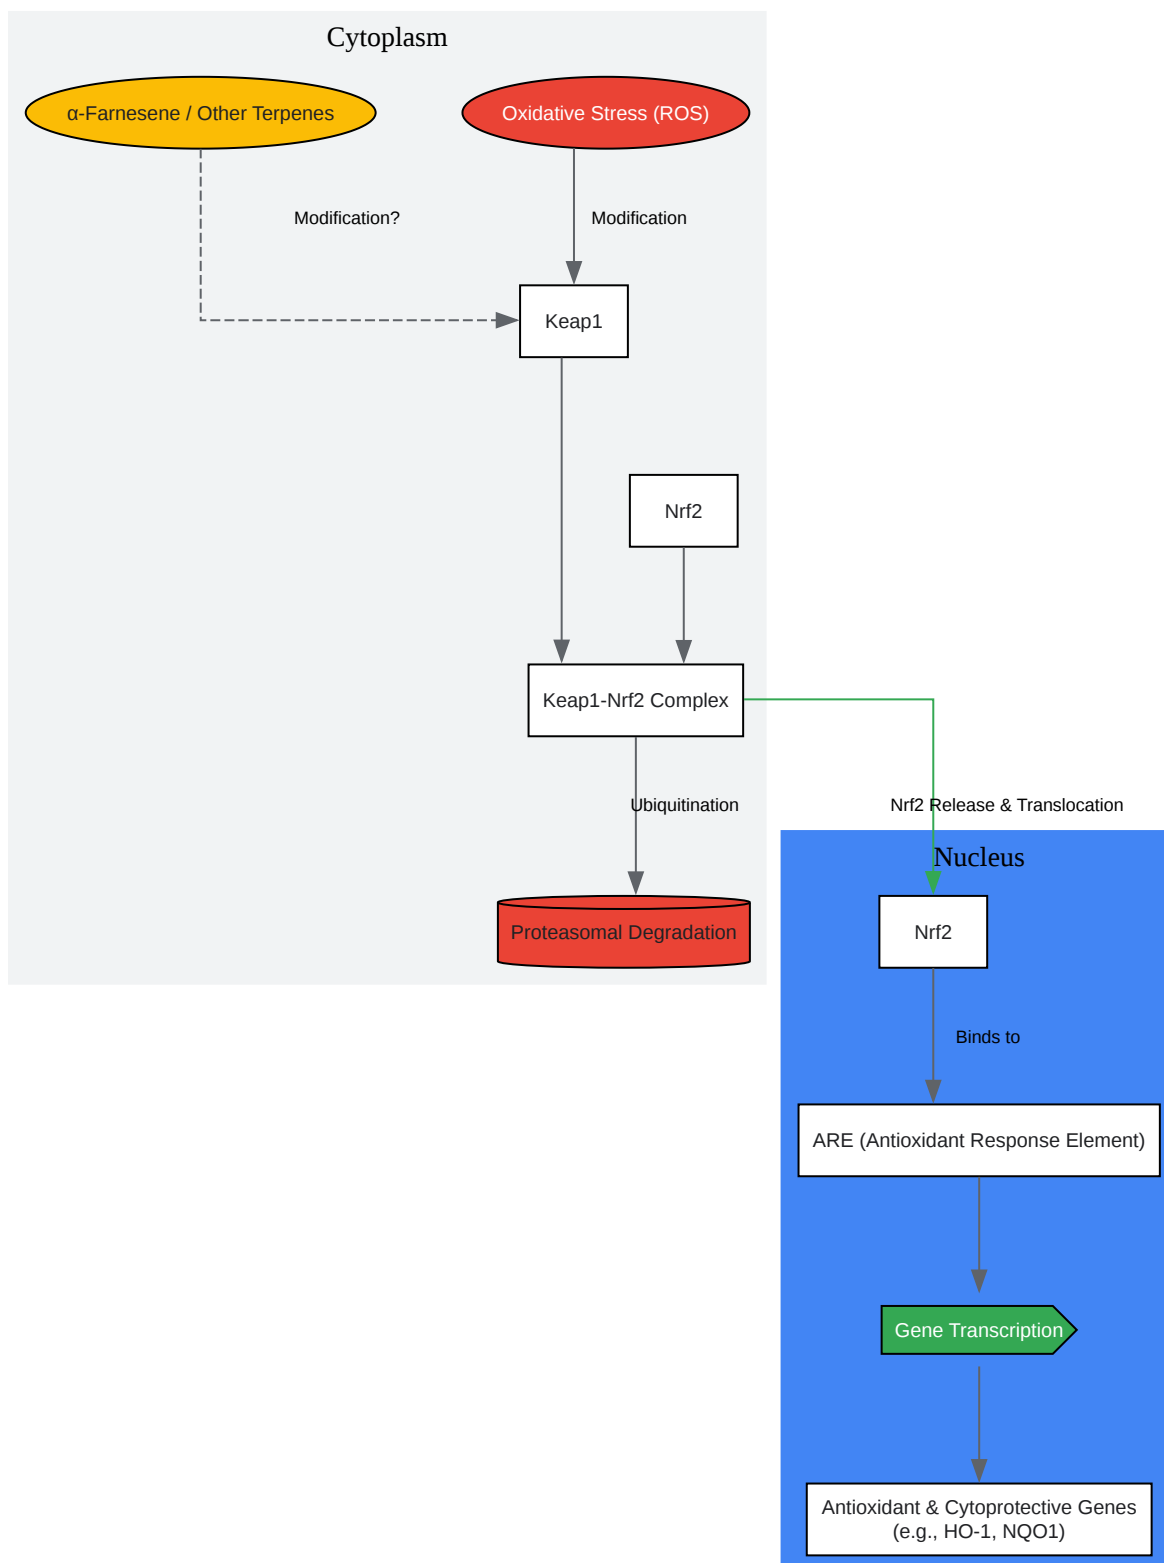 Cytoplasm
α-Farnesene / Other Terpenes
Oxidative Stress (ROS)
Modification?
Modification
Keap1
Nrf2
Keap1-Nrf2 Complex
Ubiquitination
Nrf2 Release & Translocation
Nucleus
Proteasomal Degradation
Nrf2
Binds to
ARE (Antioxidant Response Element)
Gene Transcription
Antioxidant & Cytoprotective Genes
(e.g., HO-1, NQO1)